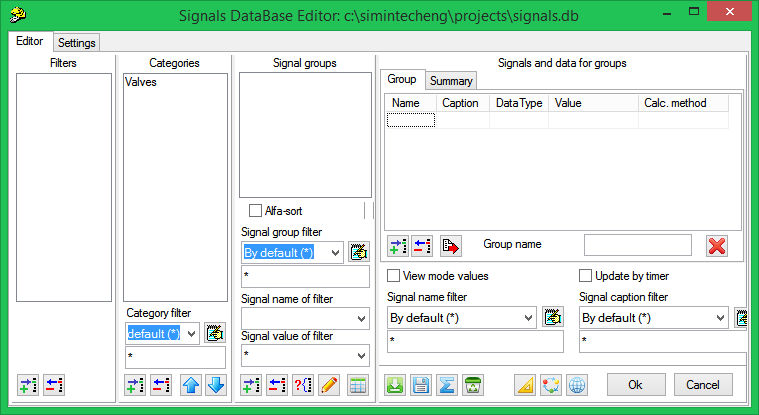 Signals DataBase Editor: c:\simintecheng\projects\signals.db
Editor
Settings
Filters
Categories
Valves
Category filter
default (*)
*
Signal groups
Alfa-sort
Signal group filter
By default (*)
*
Signal name of filter
Signal value of filter
*
Signals and data for groups
Group
Summary
Name Caption DataType Value Calc. method
Group name
View mode values
Update by timer
Signal name filter
By default (*)
*
Signal caption filter
By default (*)
*
Ok
Cancel